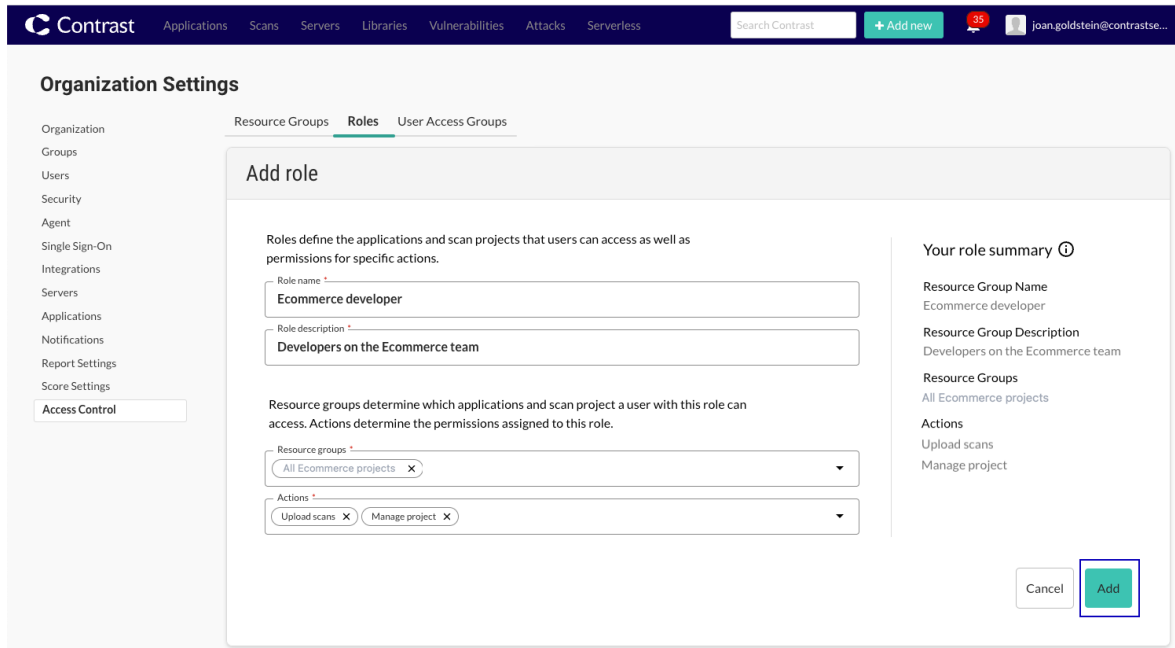 Contrast Applications Scans Servers Libraries Vulnerabilities Attacks Serverless Search Contrast + Add new 35 joan.goldstein@contrastse...
Organization Settings
Organization
Groups
Users
Security
Agent
Single Sign-On
Integrations
Servers
Applications
Notifications
Report Settings
Score Settings
Access Control
Resource Groups Roles User Access Groups
Add role
Roles define the applications and scan projects that users can access as well as
permissions for specific actions.
Role name *
Ecommerce developer
Role description *
Developers on the Ecommerce team
Resource groups determine which applications and scan project a user with this role can
access. Actions determine the permissions assigned to this role.
Resource groups *
All Ecommerce projects
Actions *
Upload scans Manage project
Your role summary
Resource Group Name
Ecommerce developer
Resource Group Description
Developers on the Ecommerce team
Resource Groups
All Ecommerce projects
Actions
Upload scans
Manage project
Cancel Add